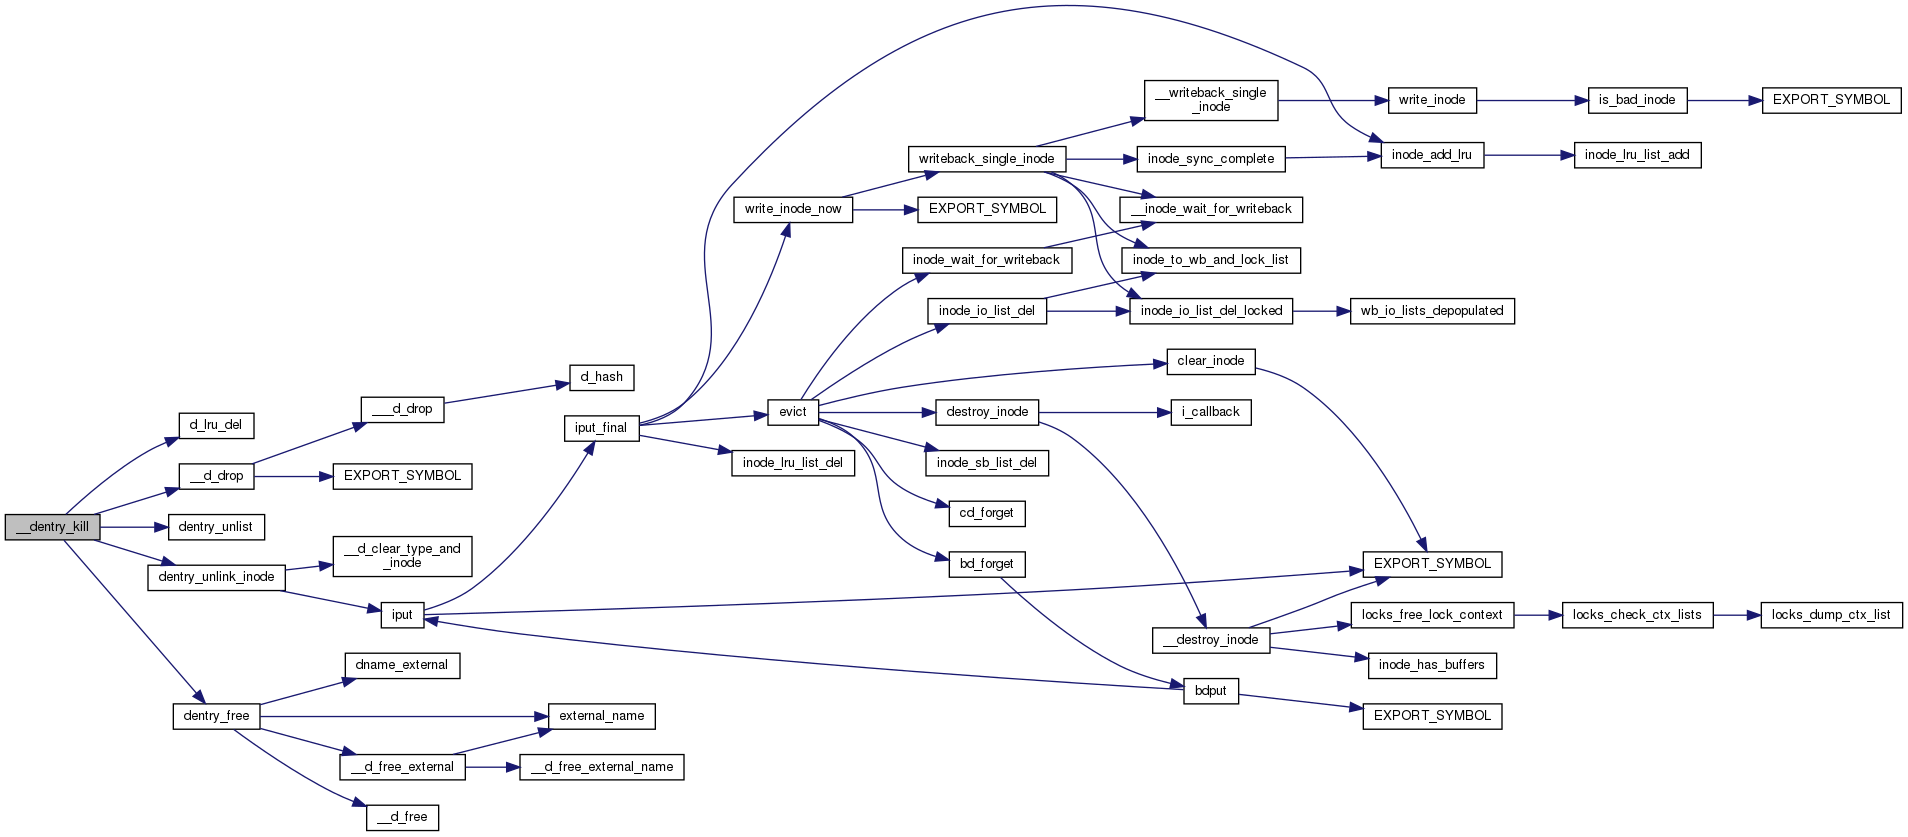 __writeback_single
_inode
write_inode
is_bad_inode
EXPORT_SYMBOL
writeback_single_inode
inode_sync_complete
inode_add_lru
inode_lru_list_add
write_inode_now
EXPORT_SYMBOL
__inode_wait_for_writeback
inode_wait_for_writeback
inode_to_wb_and_lock_list
inode_io_list_del
inode_io_list_del_locked
wb_io_lists_depopulated
clear_inode
d_hash
___d_drop
d_lru_del
iput_final
evict
destroy_inode
i_callback
inode_lru_list_del
inode_sb_list_del
__d_drop
EXPORT_SYMBOL
cd_forget
__dentry_kill
dentry_unlist
__d_clear_type_and
_inode
bd_forget
EXPORT_SYMBOL
dentry_unlink_inode
iput
locks_free_lock_context
locks_check_ctx_lists
locks_dump_ctx_list
__destroy_inode
inode_has_buffers
dname_external
bdput
dentry_free
external_name
EXPORT_SYMBOL
__d_free_external
__d_free_external_name
__d_free